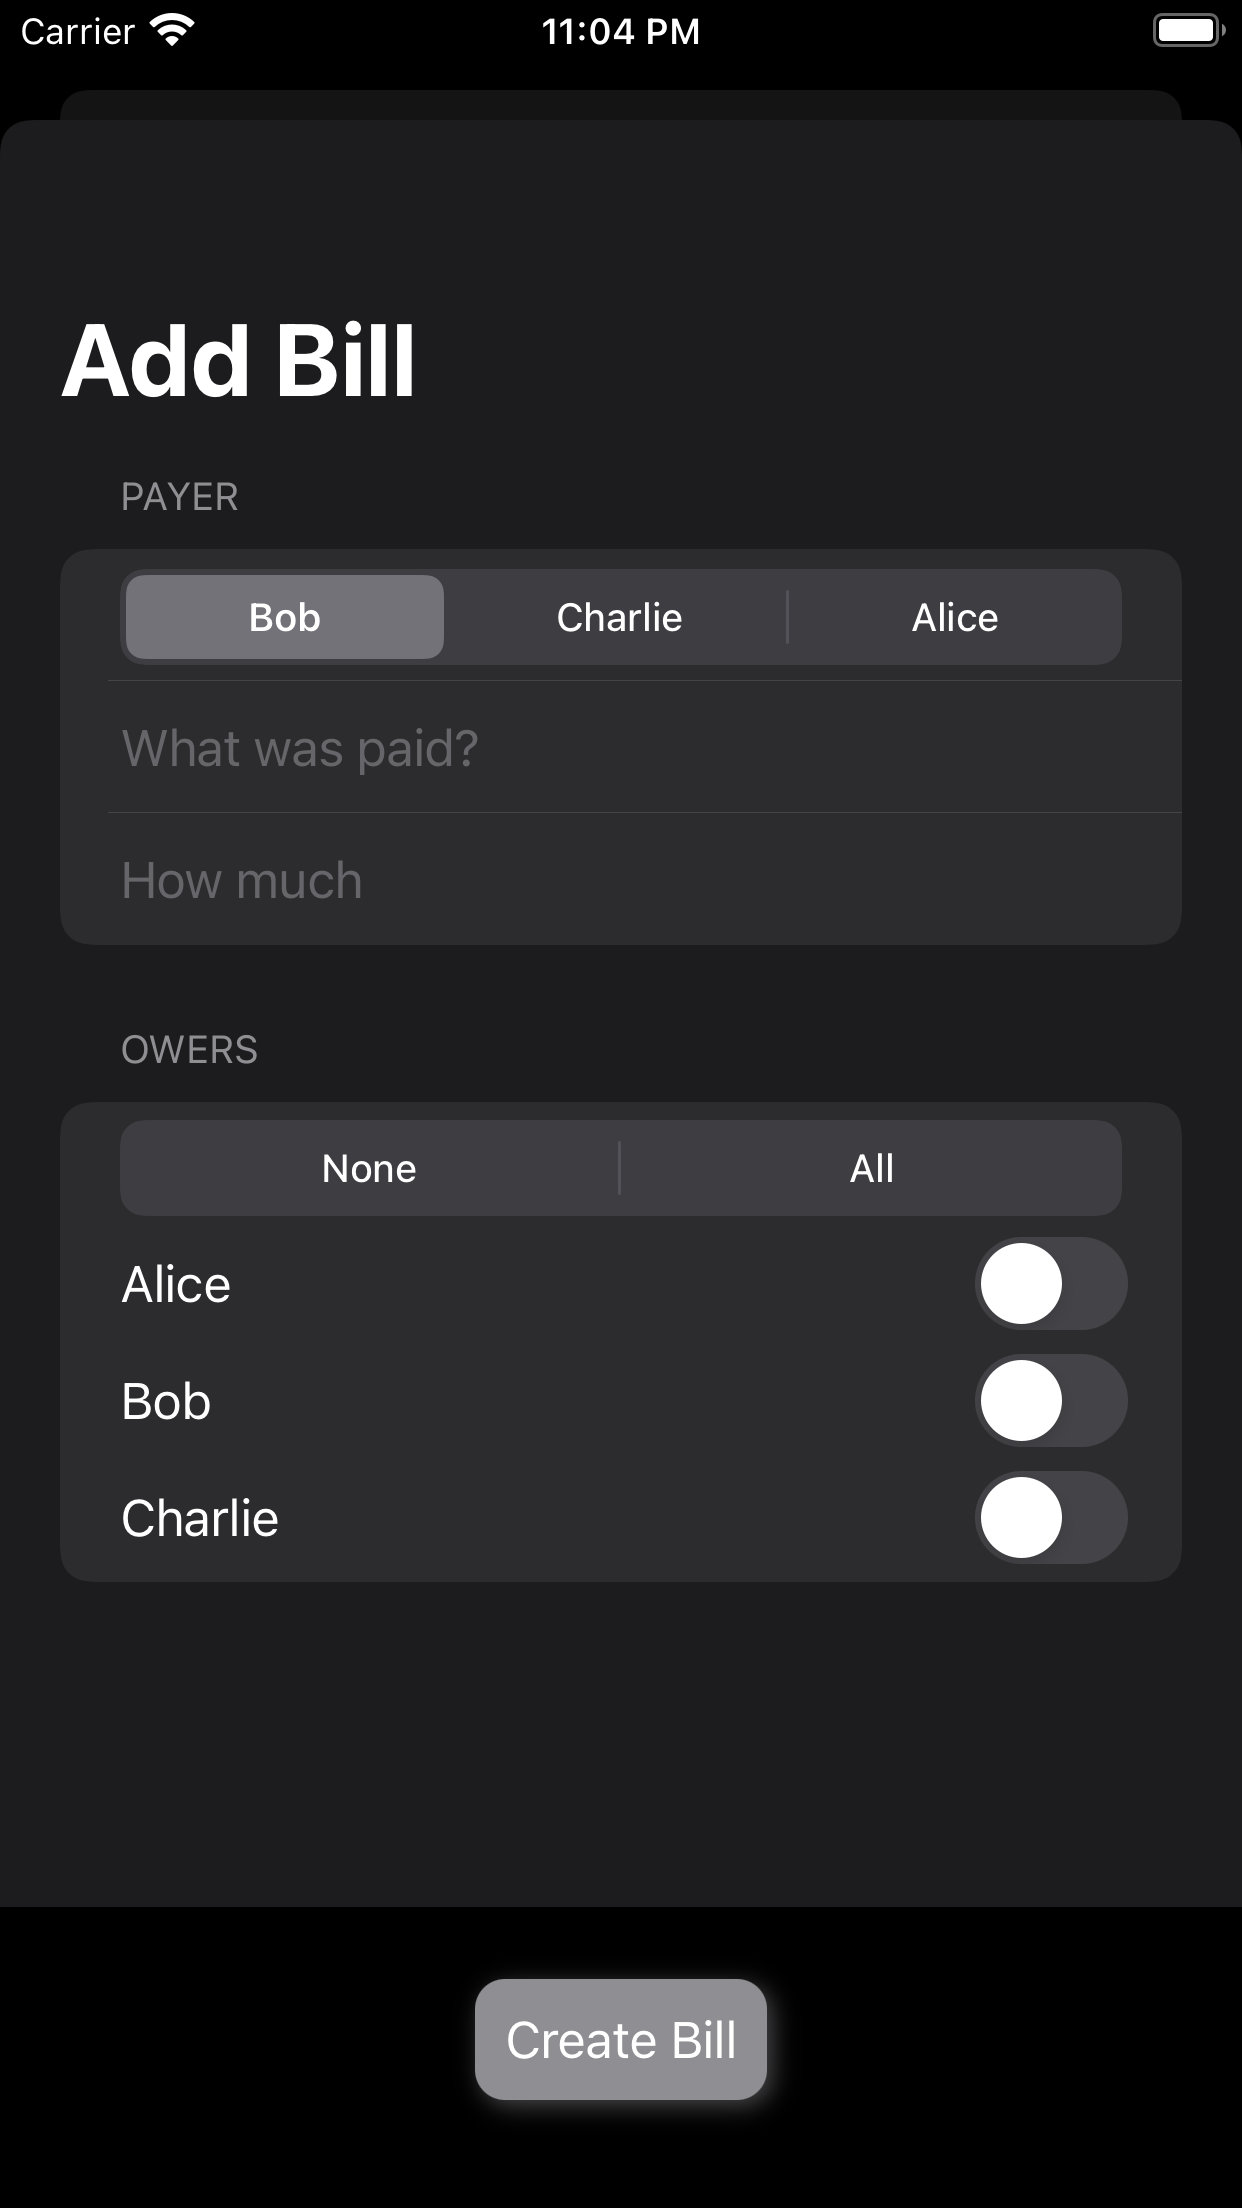 Carrier 11:04 PM
Add Bill
PAYER
Bob Charlie Alice
What was paid?
How much
OWERS
None All
Alice
Bob
Charlie
Create Bill